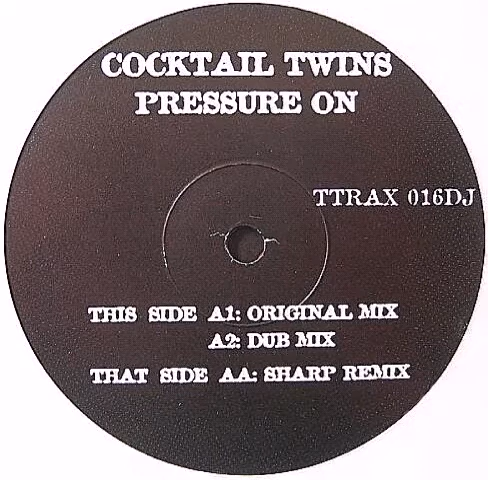 COCKTAIL TWINS
PRESSURE ON
TTRAX 016DJ
THIS SIDE A1: ORIGINAL MIX
A2: DUB MIX
THAT SIDE AA: SHARP REMIX